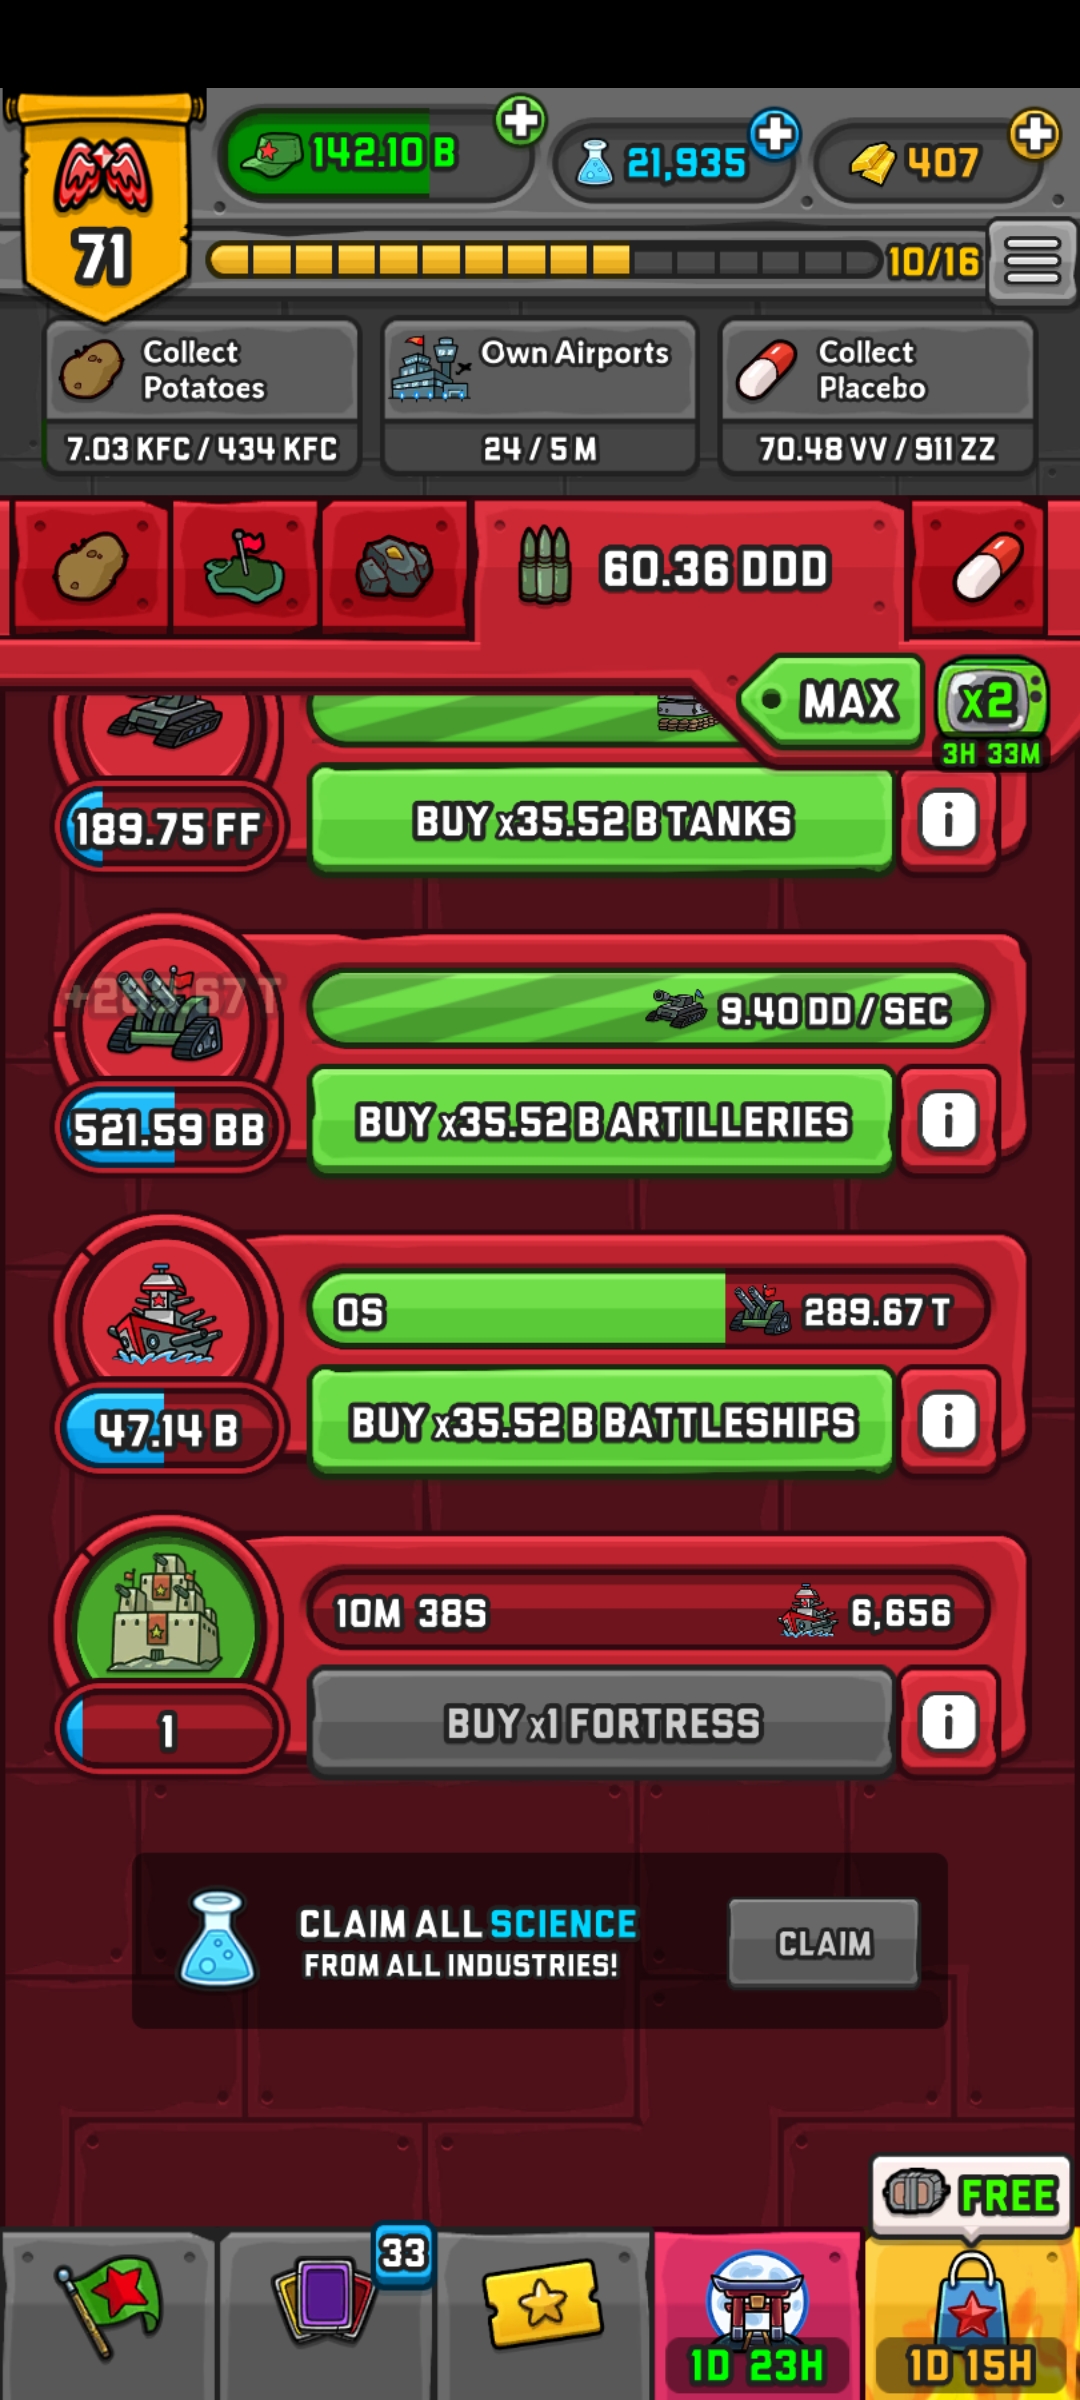 142.10 B
21,935
407
71
10/16
Collect
Potatoes
7.03 KFC / 434 KFC
Own Airports
24 / 5 M
Collect
Placebo
70.48 VV / 911 ZZ
60.36 DDD
MAX
x2
3H 33M
189.75 FF
BUY x35.52 B TANKS
i
9.40 DD / SEC
521.59 BB
BUY x35.52 B ARTILLERIES
i
0S
289.67 T
47.14 B
BUY x35.52 B BATTLESHIPS
i
10M 38S
6,656
1
BUY x1 FORTRESS
i
CLAIM ALL SCIENCE
FROM ALL INDUSTRIES!
CLAIM
FREE
33
1D 23H
1D 15H